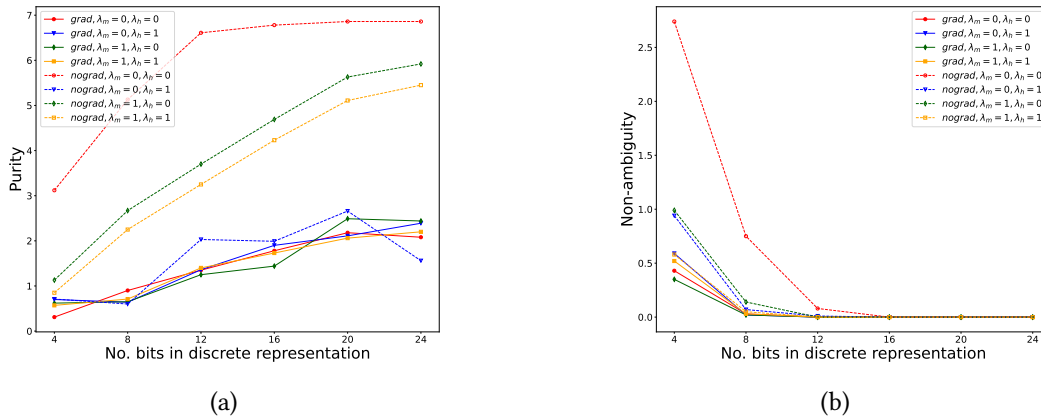 grad, λm = 0, λh = 0
grad, λm = 0, λh = 1
grad, λm = 1, λh = 0
grad, λm = 1, λh = 1
nograd, λm = 0, λh = 0
nograd, λm = 0, λh = 1
nograd, λm = 1, λh = 0
nograd, λm = 1, λh = 1
7
6
5
4
3
2
1
0
Purity
4 8 12 16 20 24
No. bits in discrete representation
(a)
grad, λm = 0, λh = 0
grad, λm = 0, λh = 1
grad, λm = 1, λh = 0
grad, λm = 1, λh = 1
nograd, λm = 0, λh = 0
nograd, λm = 0, λh = 1
nograd, λm = 1, λh = 0
nograd, λm = 1, λh = 1
2.5
2.0
1.5
1.0
0.5
0.0
Non-ambiguity
4 8 12 16 20 24
No. bits in discrete representation
(b)